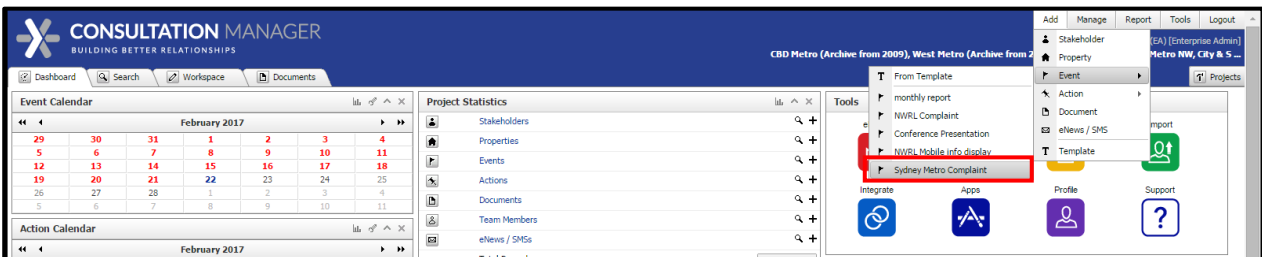 CONSULTATION MANAGER
BUILDING BETTER RELATIONSHIPS
Add Manage Report Tools Logout
(EA) [Enterprise Admin]
CBD Metro (Archive from 2009), West Metro (Archive from 2
Metro NW, City & S ...
Dashboard Search Workspace Documents
T Projects
Stakeholder
Property
Event
Action
Document
eNews / SMS
T Template
T From Template
monthly report
NWRL Complaint
Conference Presentation
NWRL Mobile info display
Sydney Metro Complaint
Event Calendar
February 2017
29 30 31 1 2 3 4
5 6 7 8 9 10 11
12 13 14 15 16 17 18
19 20 21 22 23 24 25
26 27 28 1 2 3 4
5 6 7 8 9 10 11
Action Calendar
February 2017
Project Statistics
Stakeholders
Properties
Events
Actions
Documents
Team Members
eNews / SMSs
Tools
Integrate Apps Profile Support
?